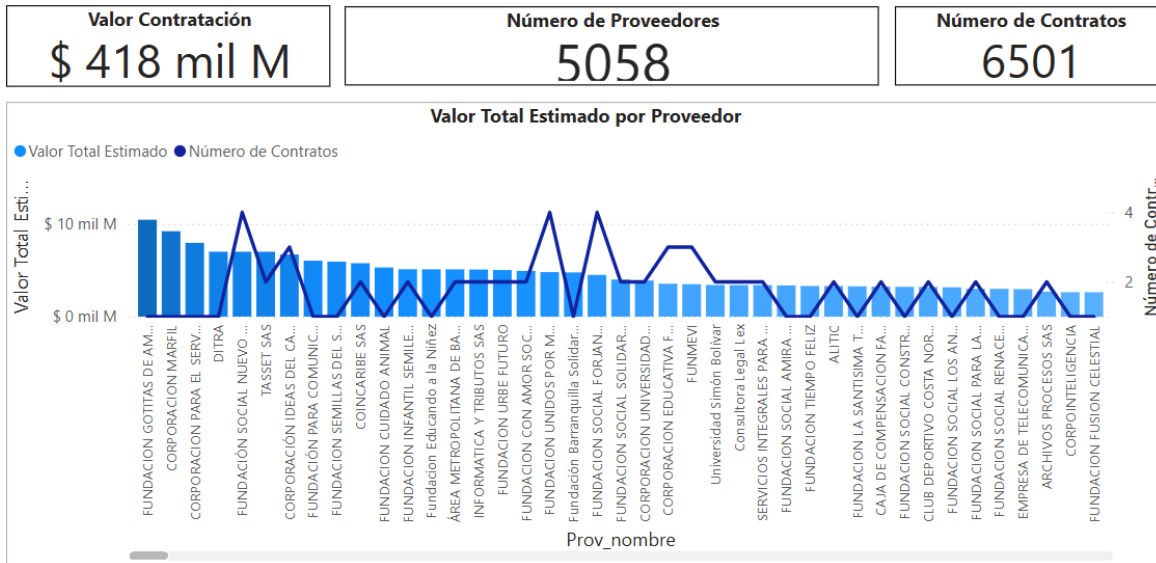 Valor Contratación
$ 418 mil M
Número de Proveedores
5058
Número de Contratos
6501
Valor Total Estimado por Proveedor
Valor Total Estimado
Número de Contratos
Valor Total Esti...
$ 10 mil M
$ 0 mil M
4
2
Número de Contr...
FUNDACION GOTITAS DE AM...
CORPORACION MARFIL
CORPORACION PARA EL SERV...
DITRA
FUNDACIÓN SOCIAL NUEVO ...
TASSET SAS
CORPORACIÓN IDEAS DEL CA...
FUNDACIÓN PARA COMUNIC...
FUNDACION SEMILLAS DEL S...
COINCARIBE SAS
FUNDACION CUIDADO ANIMAL
FUNDACION INFANTIL SEMILE...
Fundacion Educando a la Niñez
ÁREA METROPOLITANA DE BA...
INFORMATICA Y TRIBUTOS SAS
FUNDACION URBE FUTURO
FUNDACION CON AMOR SOC...
FUNDACION UNIDOS POR M...
Fundación Barranquilla Solidar...
FUNDACION SOCIAL FORJAN...
FUNDACION SOCIAL SOLIDAR...
CORPORACION UNIVERSIDAD...
CORPORACION EDUCATIVA F...
FUNMEVI
Universidad Simón Bolívar
Consultora Legal Lex
SERVICIOS INTEGRALES PARA ...
FUNDACION SOCIAL AMIRA ...
FUNDACION TIEMPO FELIZ
ALITIC
FUNDACION LA SANTISIMA T...
CAJA DE COMPENSACION FA...
FUNDACION SOCIAL CONSTR...
CLUB DEPORTIVO COSTA NOR...
FUNDACION SOCIAL LOS AN...
FUNDACION SOCIAL PARA LA ...
FUNDACION SOCIAL RENACE...
EMPRESA DE TELECOMUNICA...
ARCHIVOS PROCESOS SAS
CORPOINTELIGENCIA
FUNDACION FUSION CELESTIAL
Prov_nombre